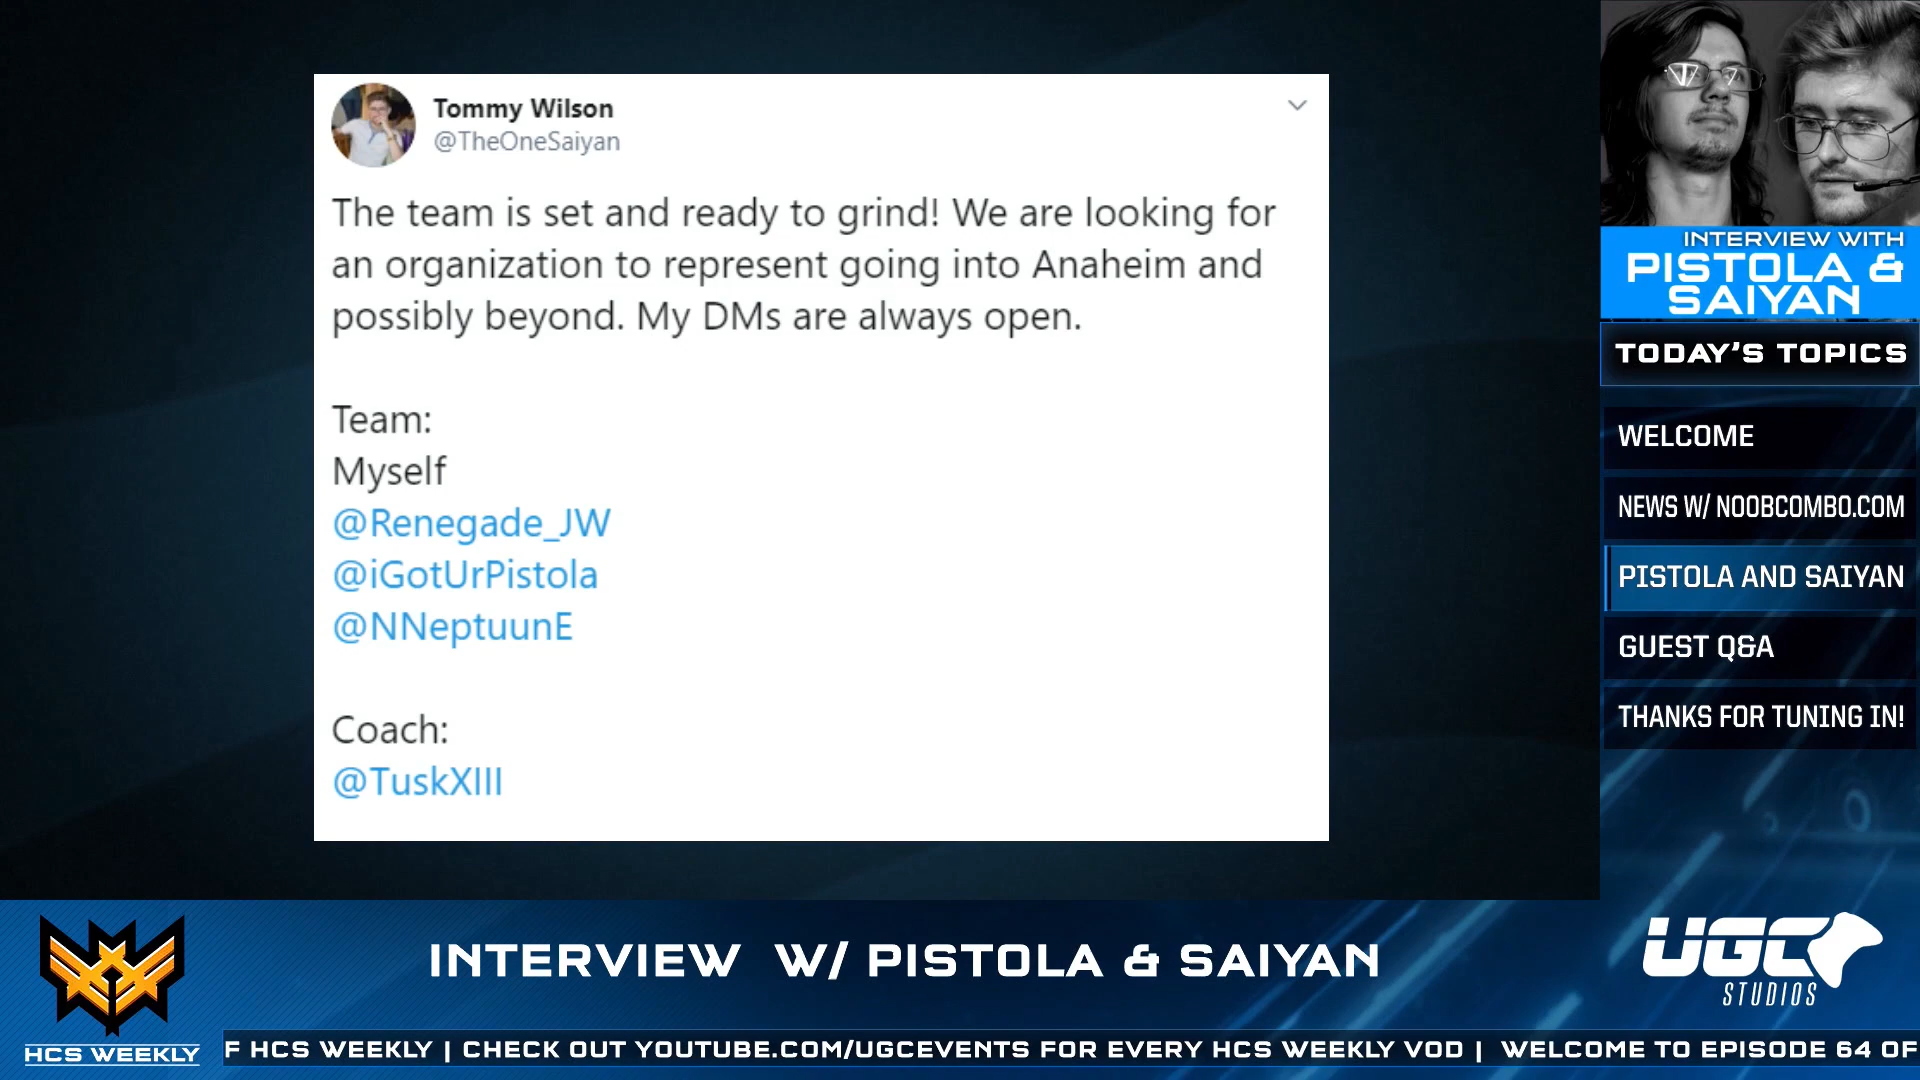 Tommy Wilson
@TheOneSaiyan
The team is set and ready to grind! We are looking for
an organization to represent going into Anaheim and
possibly beyond. My DMs are always open.
Team:
Myself
@Renegade_JW
@iGotUrPistola
@NNeptuunE
Coach:
@TuskXIII
INTERVIEW WITH
PISTOLA &
SAIYAN
TODAY'S TOPICS
WELCOME
NEWS W/ NOOBCOMBO.COM
PISTOLA AND SAIYAN
GUEST Q&A
THANKS FOR TUNING IN!
INTERVIEW W/ PISTOLA & SAIYAN
UGC
STUDIOS
HCS WEEKLY
F HCS WEEKLY | CHECK OUT YOUTUBE.COM/UGCEVENTS FOR EVERY HCS WEEKLY VOD | WELCOME TO EPISODE 64 OF